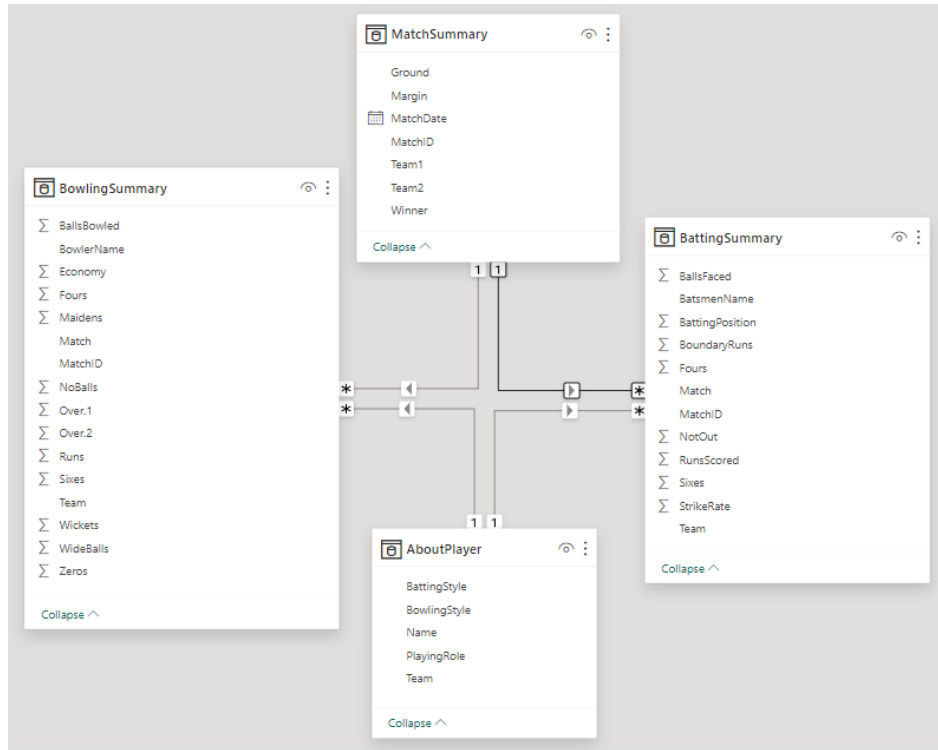 MatchSummary
Ground
Margin
MatchDate
MatchID
Team1
Team2
Winner
Collapse
BowlingSummary
Σ BallsBowled
BowlerName
Σ Economy
Σ Fours
Σ Maidens
Match
MatchID
Σ NoBalls
Σ Over.1
Σ Over.2
Σ Runs
Σ Sixes
Team
Σ Wickets
Σ WideBalls
Σ Zeros
Collapse
BattingSummary
Σ BallsFaced
BatsmenName
Σ BattingPosition
Σ BoundaryRuns
Σ Fours
Match
MatchID
Σ NotOut
Σ RunsScored
Σ Sixes
Σ StrikeRate
Team
Collapse
1 1
* *
* *
1 1
AboutPlayer
BattingStyle
BowlingStyle
Name
PlayingRole
Team
Collapse